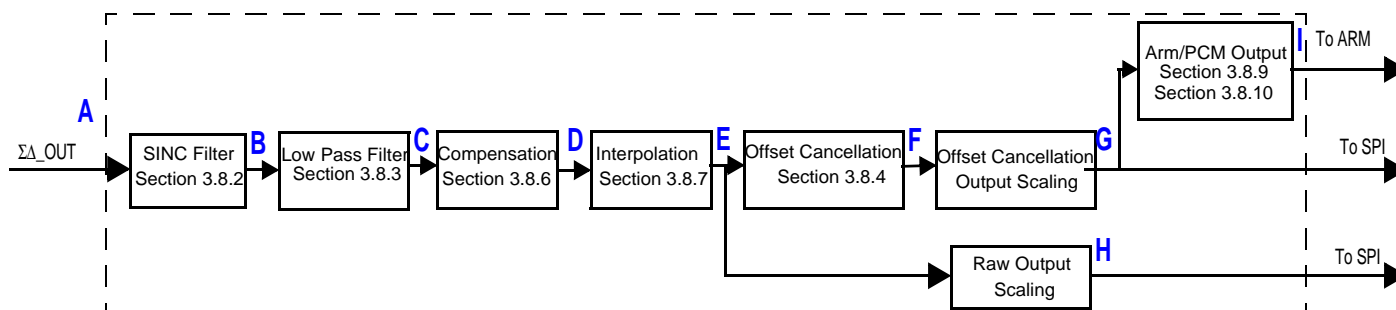 A
ΣΔ_OUT
SINC Filter
Section 3.8.2
B
Low Pass Filter
Section 3.8.3
C
Compensation
Section 3.8.6
D
Interpolation
Section 3.8.7
E
Offset Cancellation
Section 3.8.4
F
Offset Cancellation
Output Scaling
G
Arm/PCM Output
Section 3.8.9
Section 3.8.10
I
To ARM
To SPI
Raw Output
Scaling
H
To SPI